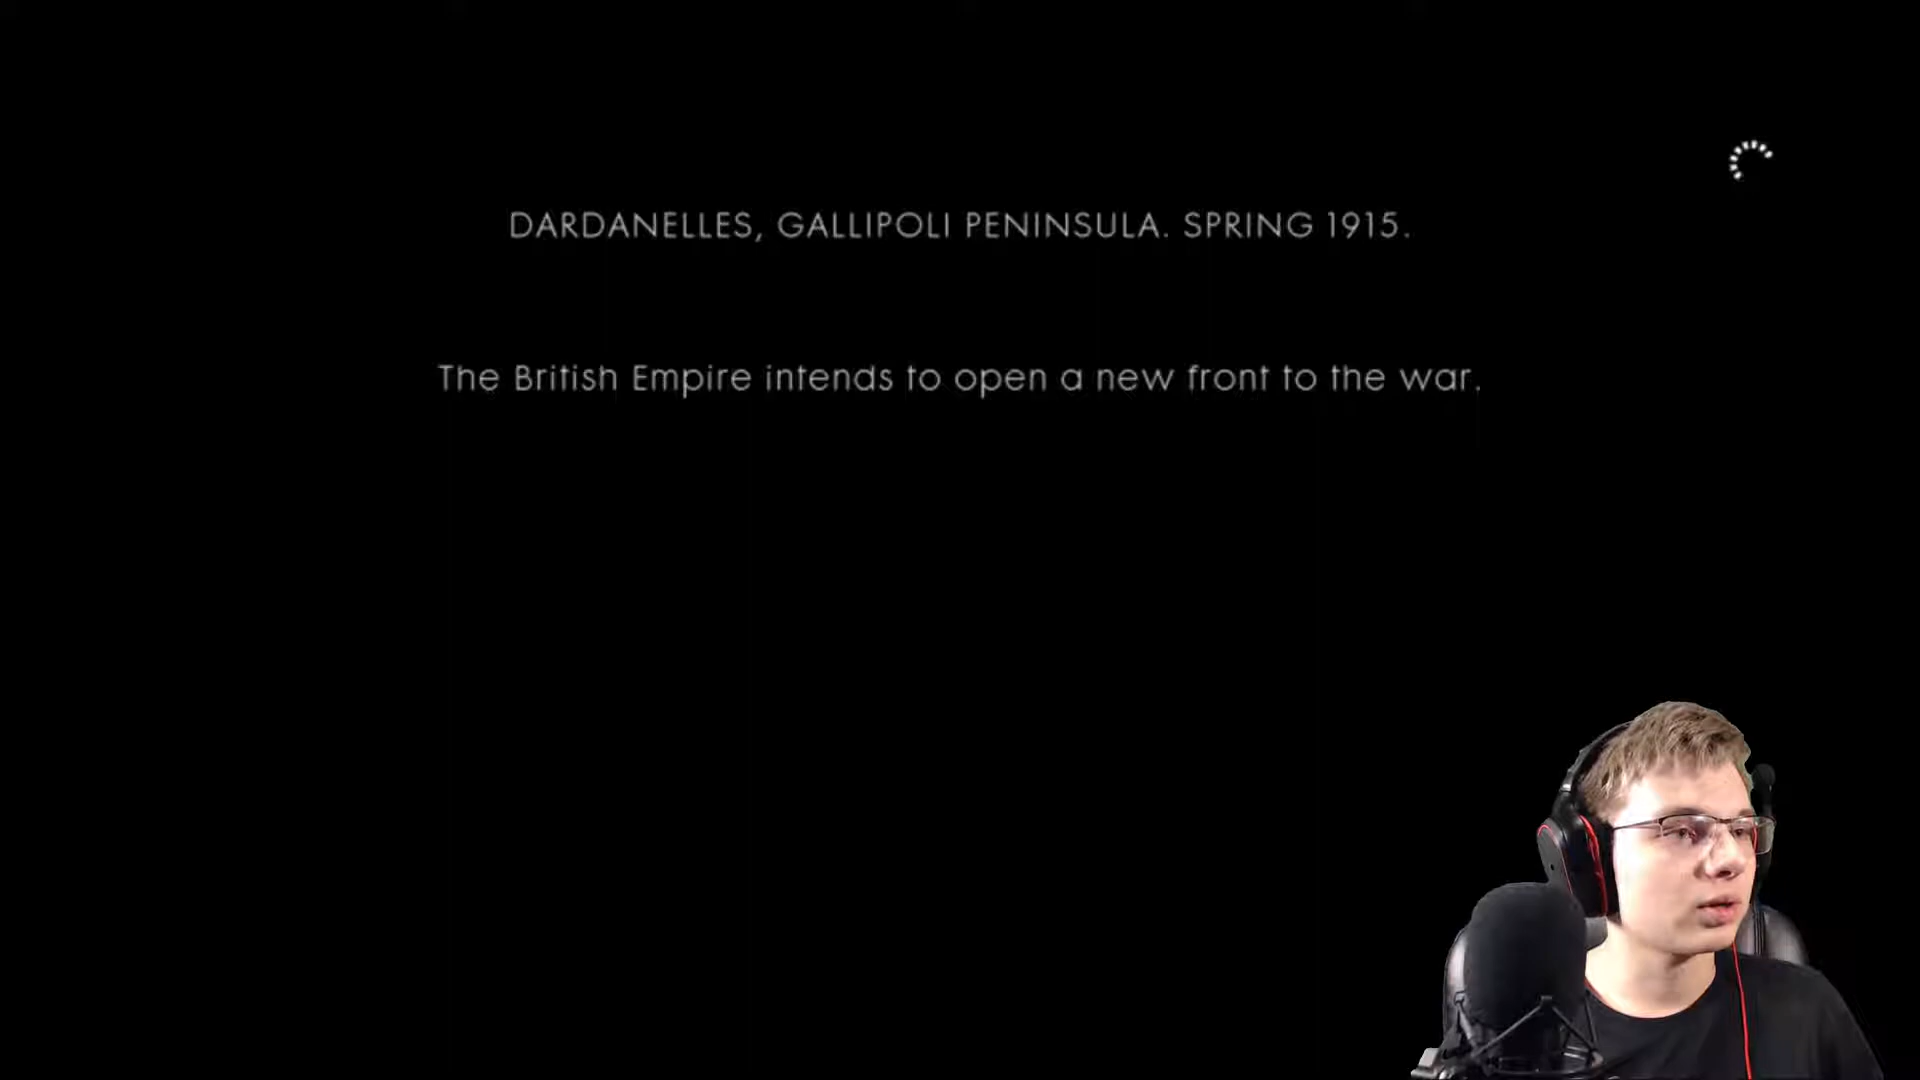 DARDANELLES, GALLIPOLI PENINSULA. SPRING 1915.
The British Empire intends to open a new front to the war.